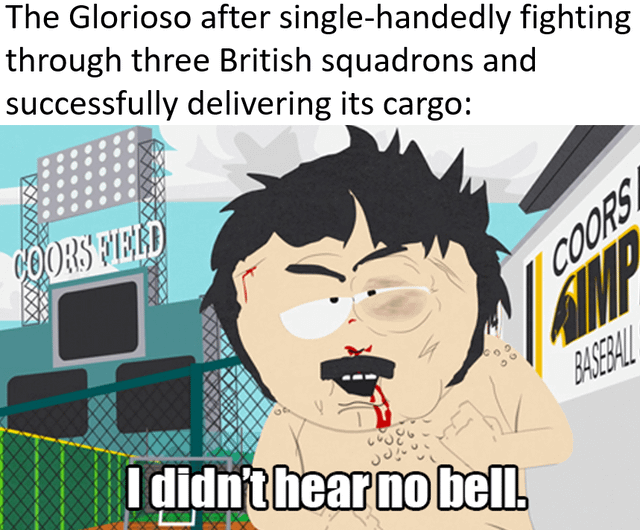 The Glorioso after single-handedly fighting
through three British squadrons and
successfully delivering its cargo:
COORS FIELD
COORS
BASEBALL
I didn't hear no bell.